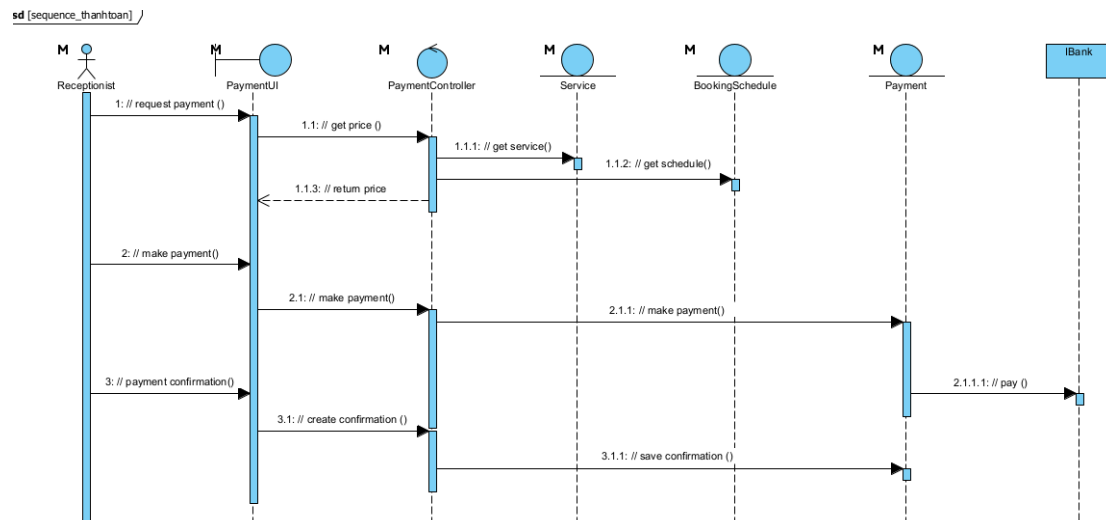 sd [sequence_thanhtoan]
M
M
M
M
M
M
IBank
Receptionist
PaymentUI
PaymentController
Service
BookingSchedule
Payment
1: // request payment ()
1.1: // get price ()
1.1.1: // get service()
1.1.2: // get schedule()
1.1.3: // return price
2: // make payment()
2.1: // make payment()
2.1.1: // make payment()
3: // payment confirmation()
2.1.1.1: // pay ()
3.1: // create confirmation ()
3.1.1: // save confirmation ()